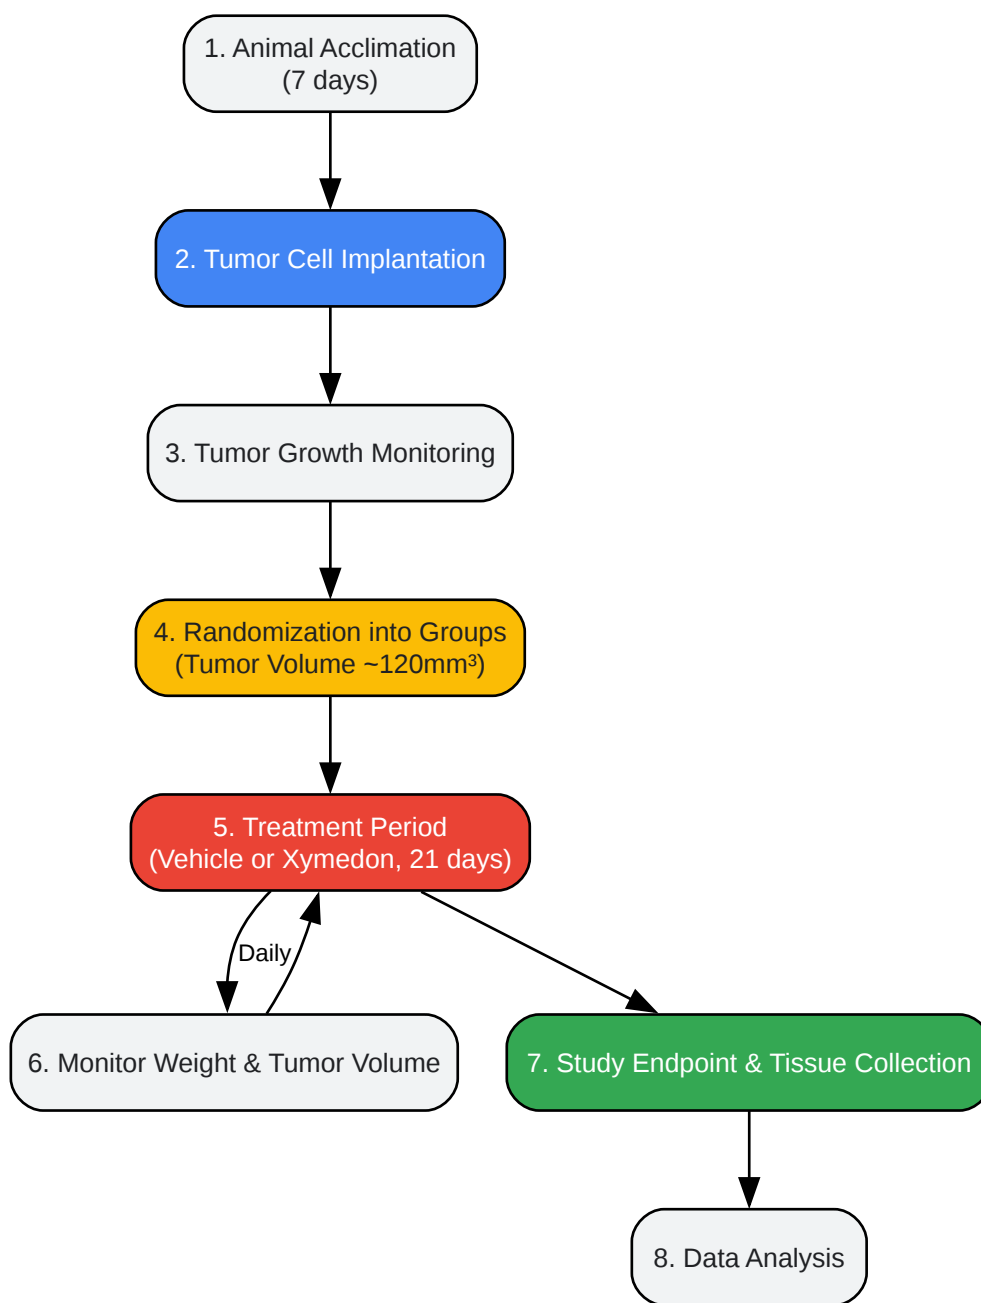 1. Animal Acclimation
(7 days)
2. Tumor Cell Implantation
3. Tumor Growth Monitoring
4. Randomization into Groups
(Tumor Volume ~120mm³)
5. Treatment Period
(Vehicle or Xymedon, 21 days)
Daily
6. Monitor Weight & Tumor Volume
7. Study Endpoint & Tissue Collection
8. Data Analysis